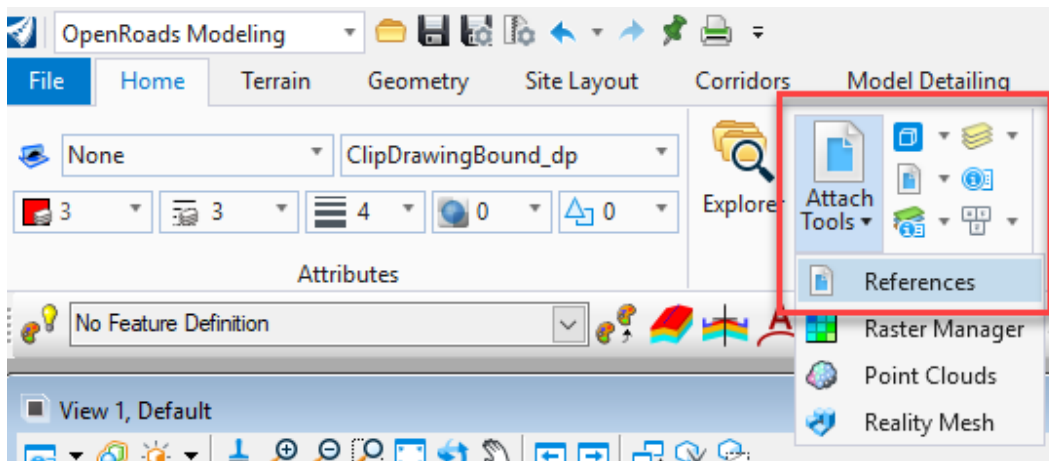 OpenRoads Modeling
File Home Terrain Geometry Site Layout Corridors Model Detailing
None ClipDrawingBound_dp
3 3 4 0 0
Attributes
Explorer
Attach
Tools
References
Raster Manager
Point Clouds
Reality Mesh
No Feature Definition
View 1, Default